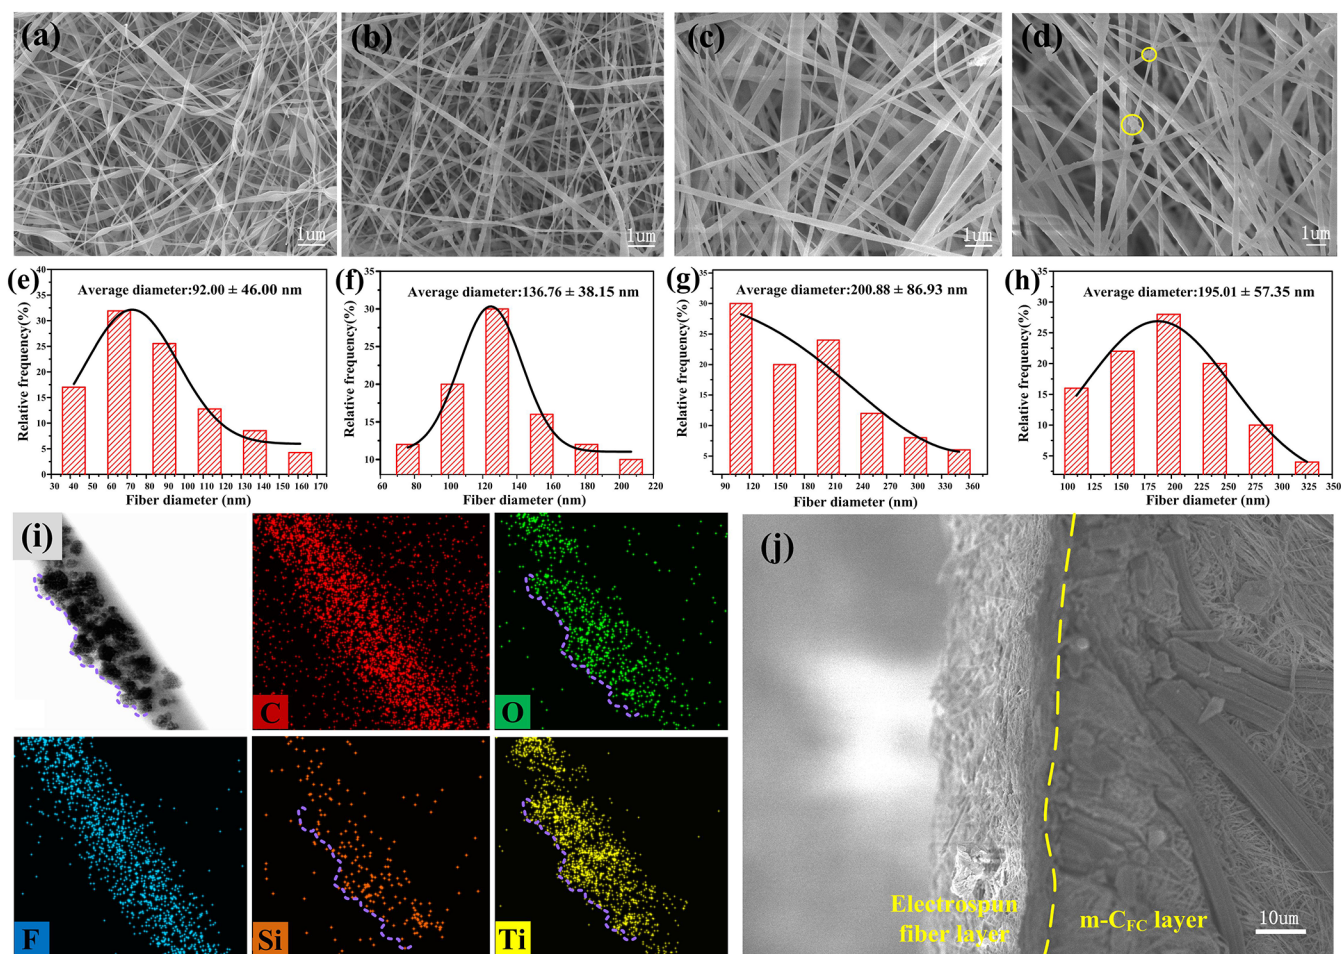 (a)
(b)
(c)
(d)
1um
1um
1um
1um
(e)
(f)
(g)
(h)
Average diameter:92.00 ± 46.00 nm
Average diameter:136.76 ± 38.15 nm
Average diameter:200.88 ± 86.93 nm
Average diameter:195.01 ± 57.35 nm
Relative frequency(%)
40
35
30
25
20
15
10
5
0
30 40 50 60 70 80 90 100 110 120 130 140 150 160 170
Fiber diameter (nm)
Relative frequency(%)
35
30
25
20
15
10
60 80 100 120 140 160 180 200 220
Fiber diameter (nm)
Relative frequency(%)
35
30
25
20
15
10
5
90 120 150 180 210 240 270 300 330 360
Fiber diameter (nm)
Relative frequency(%)
35
30
25
20
15
10
5
100 125 175 200 225 250 275 300 325 350
Fiber diameter (nm)
(i)
C
O
F
Si
Ti
(j)
Electrospun
fiber layer
m-C_FC layer
10um